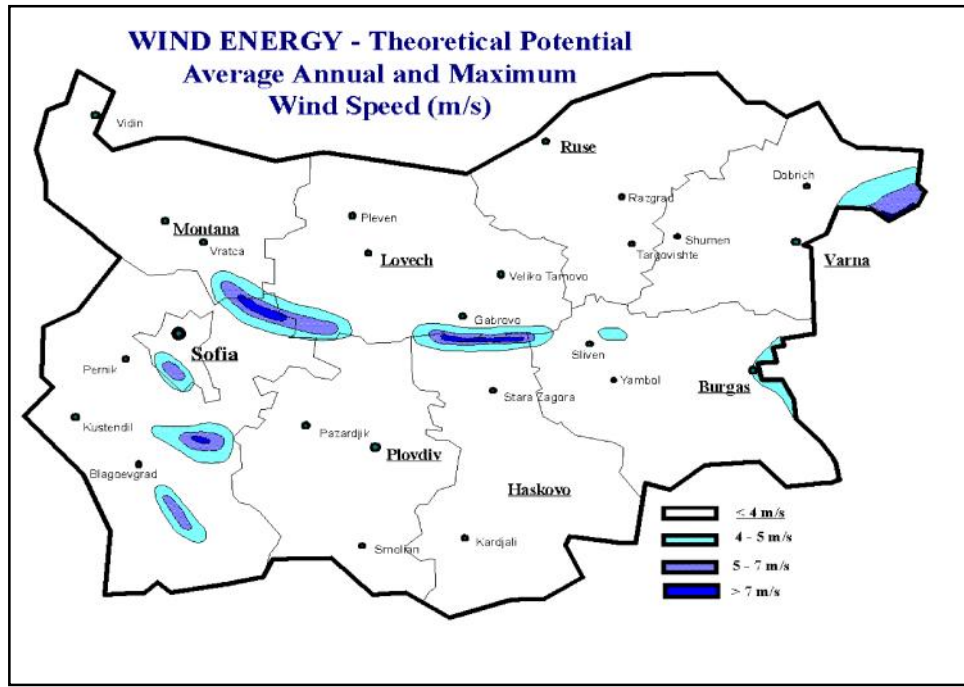 WIND ENERGY - Theoretical Potential
Average Annual and Maximum
Wind Speed (m/s)
Vidin
Ruse
Dobrich
Razgrad
Pleven
Montana
Vratca
Shumen
Targovishte
Varna
Lovech
Veliko Tarnovo
Gabrovo
Sofia
Sliven
Pernik
Yambol
Burgas
Stara Zagora
Kustendil
Pazardjik
Plovdiv
Blagoevgrad
Haskovo
Smolian
Kardjali
< 4 m/s
4 - 5 m/s
5 - 7 m/s
> 7 m/s